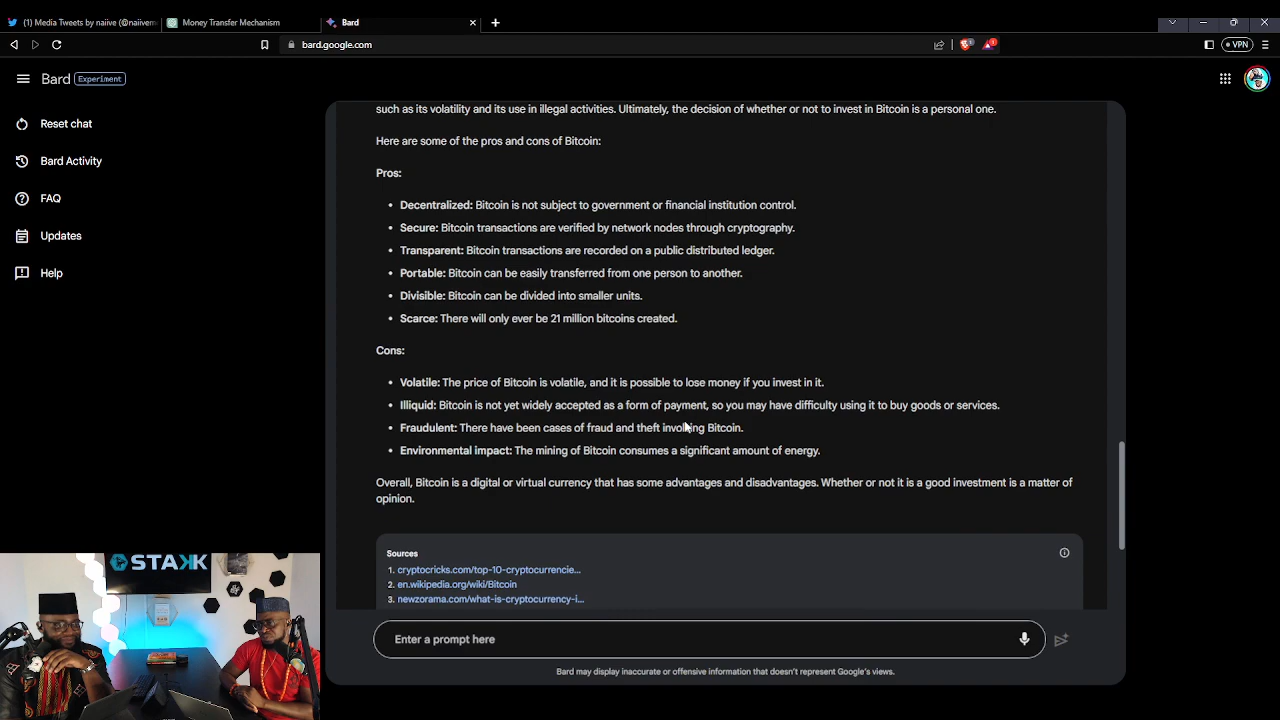 (1) Media Tweets by naiive (@naiivem
Money Transfer Mechanism
Bard
bard.google.com
VPN
Bard Experiment
Reset chat
Bard Activity
FAQ
Updates
Help
such as its volatility and its use in illegal activities. Ultimately, the decision of whether or not to invest in Bitcoin is a personal one.
Here are some of the pros and cons of Bitcoin:
Pros:
• Decentralized: Bitcoin is not subject to government or financial institution control.
• Secure: Bitcoin transactions are verified by network nodes through cryptography.
• Transparent: Bitcoin transactions are recorded on a public distributed ledger.
• Portable: Bitcoin can be easily transferred from one person to another.
• Divisible: Bitcoin can be divided into smaller units.
• Scarce: There will only ever be 21 million bitcoins created.
Cons:
• Volatile: The price of Bitcoin is volatile, and it is possible to lose money if you invest in it.
• Illiquid: Bitcoin is not yet widely accepted as a form of payment, so you may have difficulty using it to buy goods or services.
• Fraudulent: There have been cases of fraud and theft involving Bitcoin.
• Environmental impact: The mining of Bitcoin consumes a significant amount of energy.
Overall, Bitcoin is a digital or virtual currency that has some advantages and disadvantages. Whether or not it is a good investment is a matter of
opinion.
Sources
1. cryptocricks.com/top-10-cryptocurrencie...
2. en.wikipedia.org/wiki/Bitcoin
3. newzorama.com/what-is-cryptocurrency-i...
Enter a prompt here
Bard may display inaccurate or offensive information that doesn't represent Google's views.
STAKK